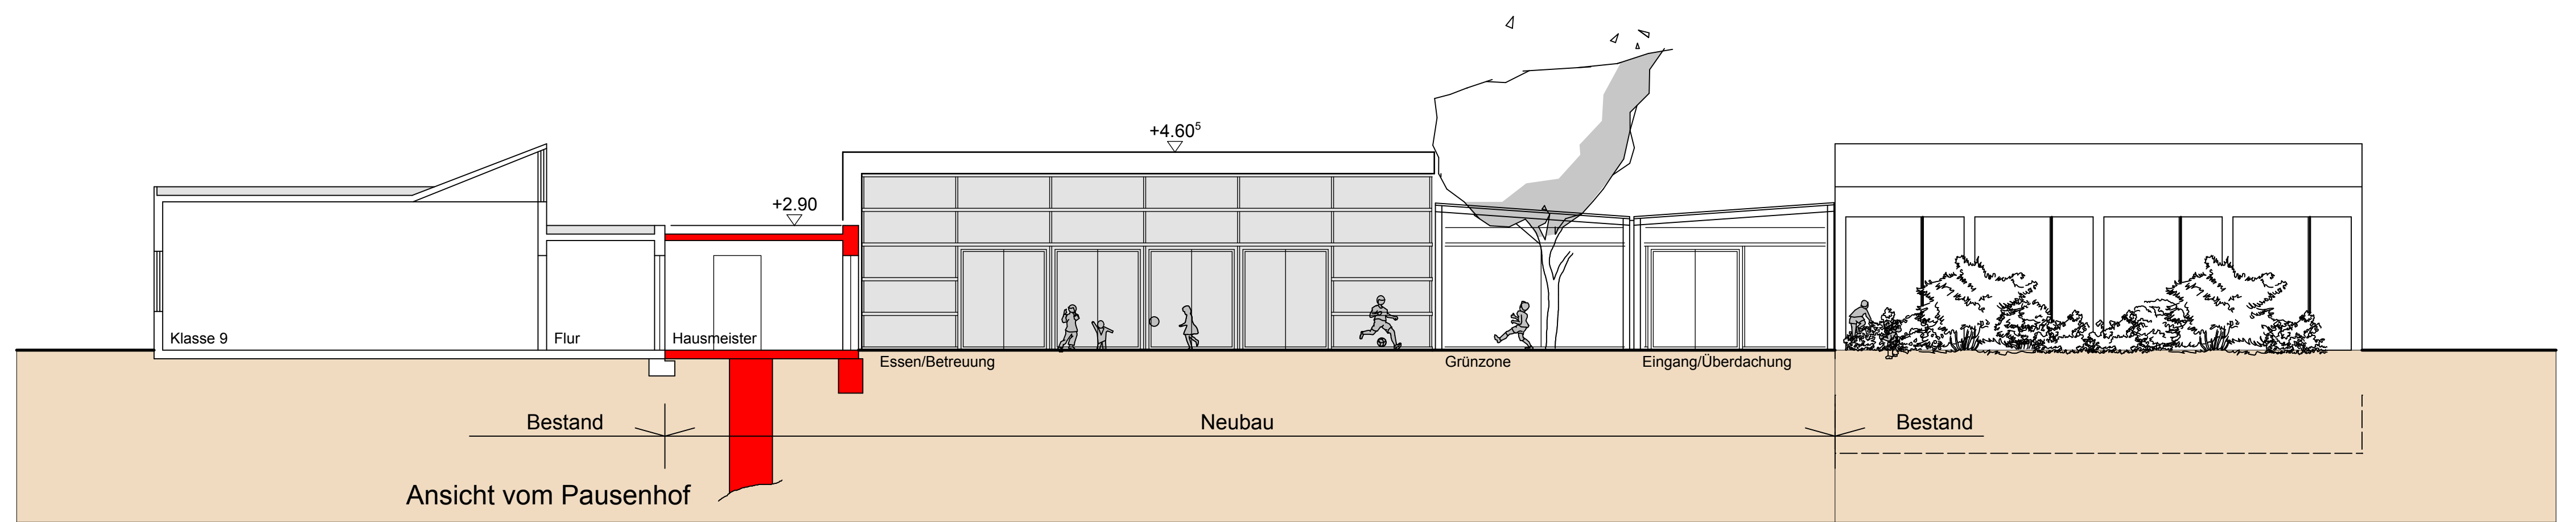 +4.60⁵
+2.90
Klasse 9
Flur
Hausmeister
Essen/Betreuung
Grünzone
Eingang/Überdachung
Bestand
Neubau
Bestand
Ansicht vom Pausenhof